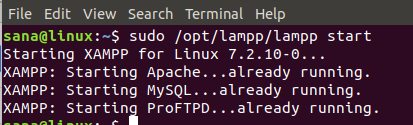 File Edit View Search Terminal Help
sana@linux:~$ sudo /opt/lampp/lampp start
Starting XAMPP for Linux 7.2.10-0...
XAMPP: Starting Apache...already running.
XAMPP: Starting MySQL...already running.
XAMPP: Starting ProFTPD...already running.
sana@linux:~$